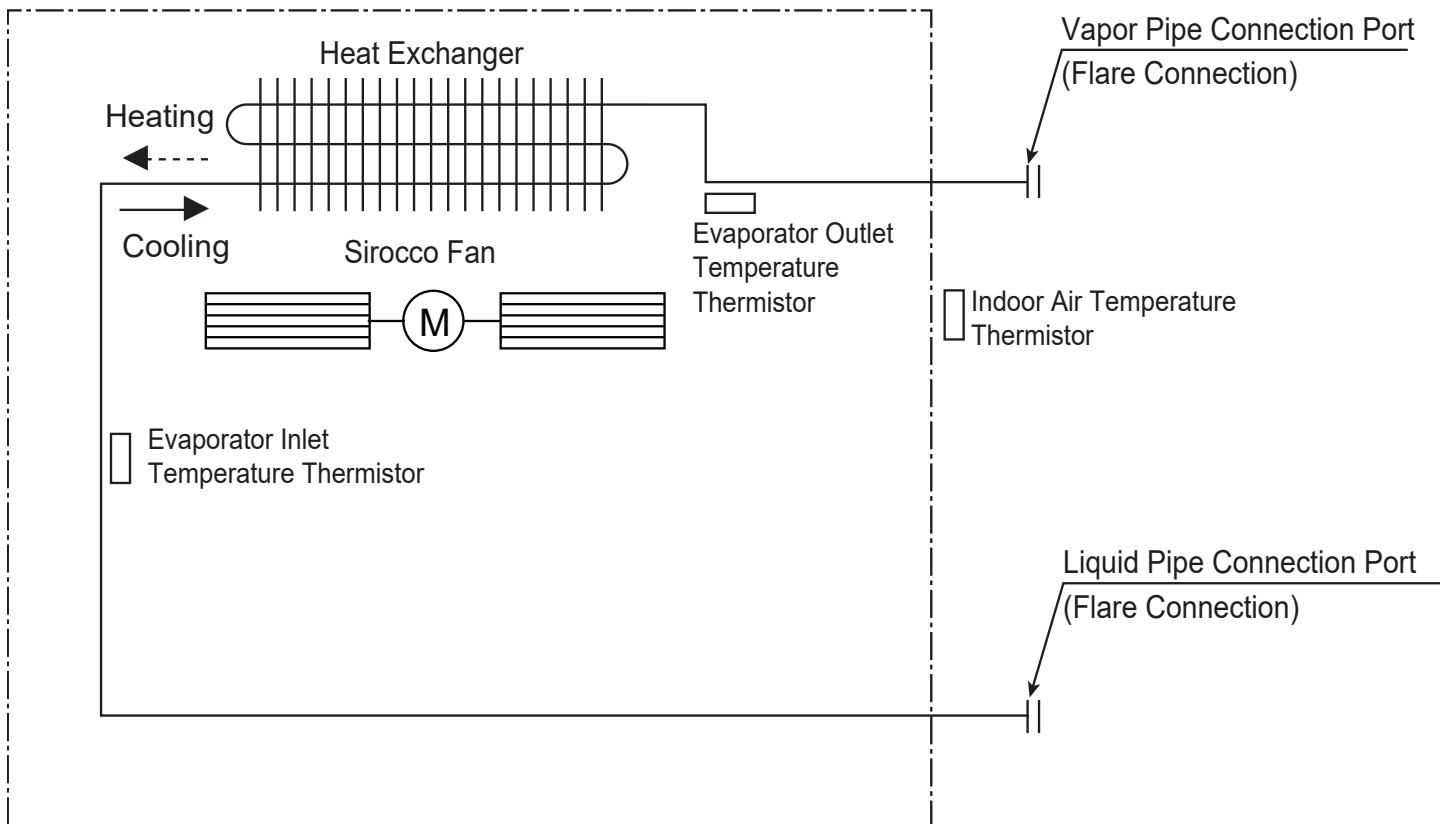 Vapor Pipe Connection Port
(Flare Connection)
Heat Exchanger
Heating
Cooling
Sirocco Fan
M
Evaporator Outlet
Temperature
Thermistor
Indoor Air Temperature
Thermistor
Evaporator Inlet
Temperature Thermistor
Liquid Pipe Connection Port
(Flare Connection)